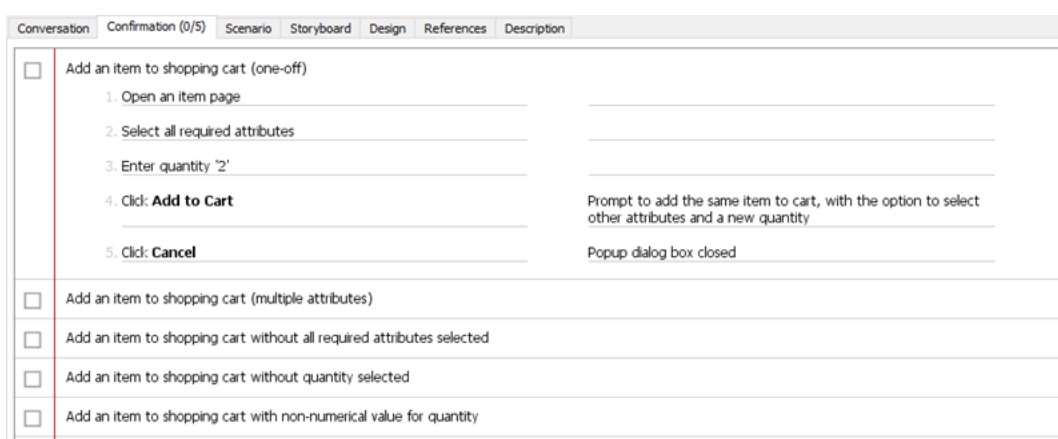 Conversation Confirmation (0/5) Scenario Storyboard Design References Description
Add an item to shopping cart (one-off)
1. Open an item page
2. Select all required attributes
3. Enter quantity '2'
4. Click: Add to Cart
Prompt to add the same item to cart, with the option to select
other attributes and a new quantity
5. Click: Cancel
Popup dialog box closed
Add an item to shopping cart (multiple attributes)
Add an item to shopping cart without all required attributes selected
Add an item to shopping cart without quantity selected
Add an item to shopping cart with non-numerical value for quantity